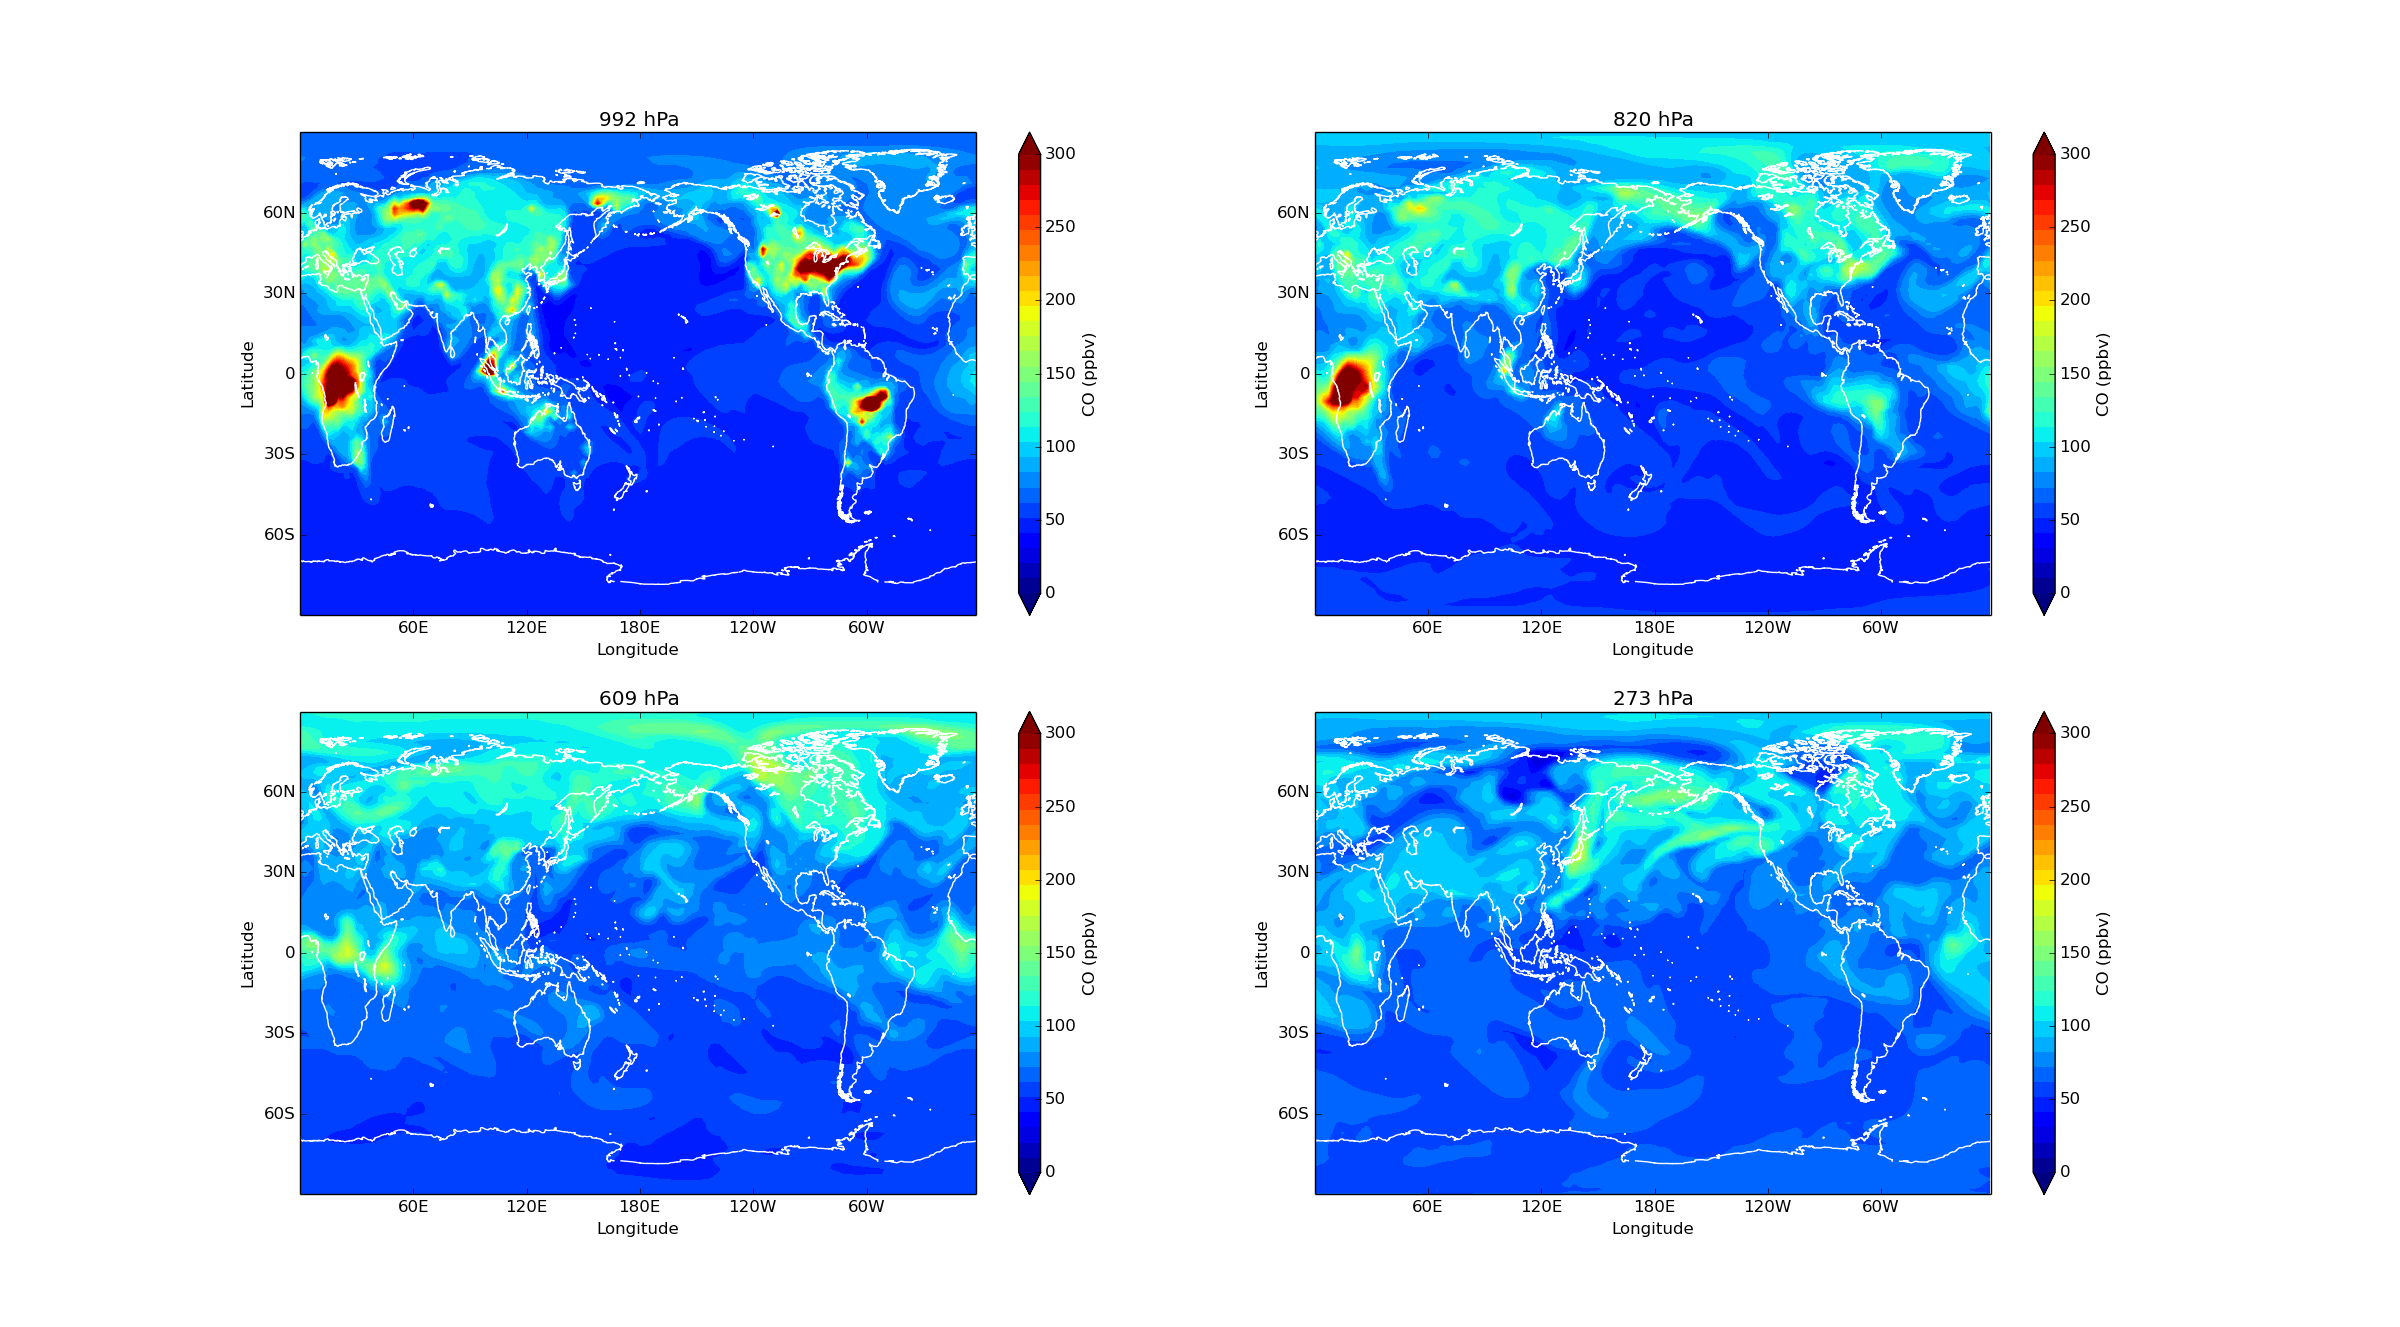 992 hPa
Latitude
60N
30N
0
30S
60S
60E 120E 180E 120W 60W
Longitude
300
250
200
150
100
50
0
CO (ppbv)
820 hPa
Latitude
60N
30N
0
30S
60S
60E 120E 180E 120W 60W
Longitude
300
250
200
150
100
50
0
CO (ppbv)
609 hPa
Latitude
60N
30N
0
30S
60S
60E 120E 180E 120W 60W
Longitude
300
250
200
150
100
50
0
CO (ppbv)
273 hPa
Latitude
60N
30N
0
30S
60S
60E 120E 180E 120W 60W
Longitude
300
250
200
150
100
50
0
CO (ppbv)